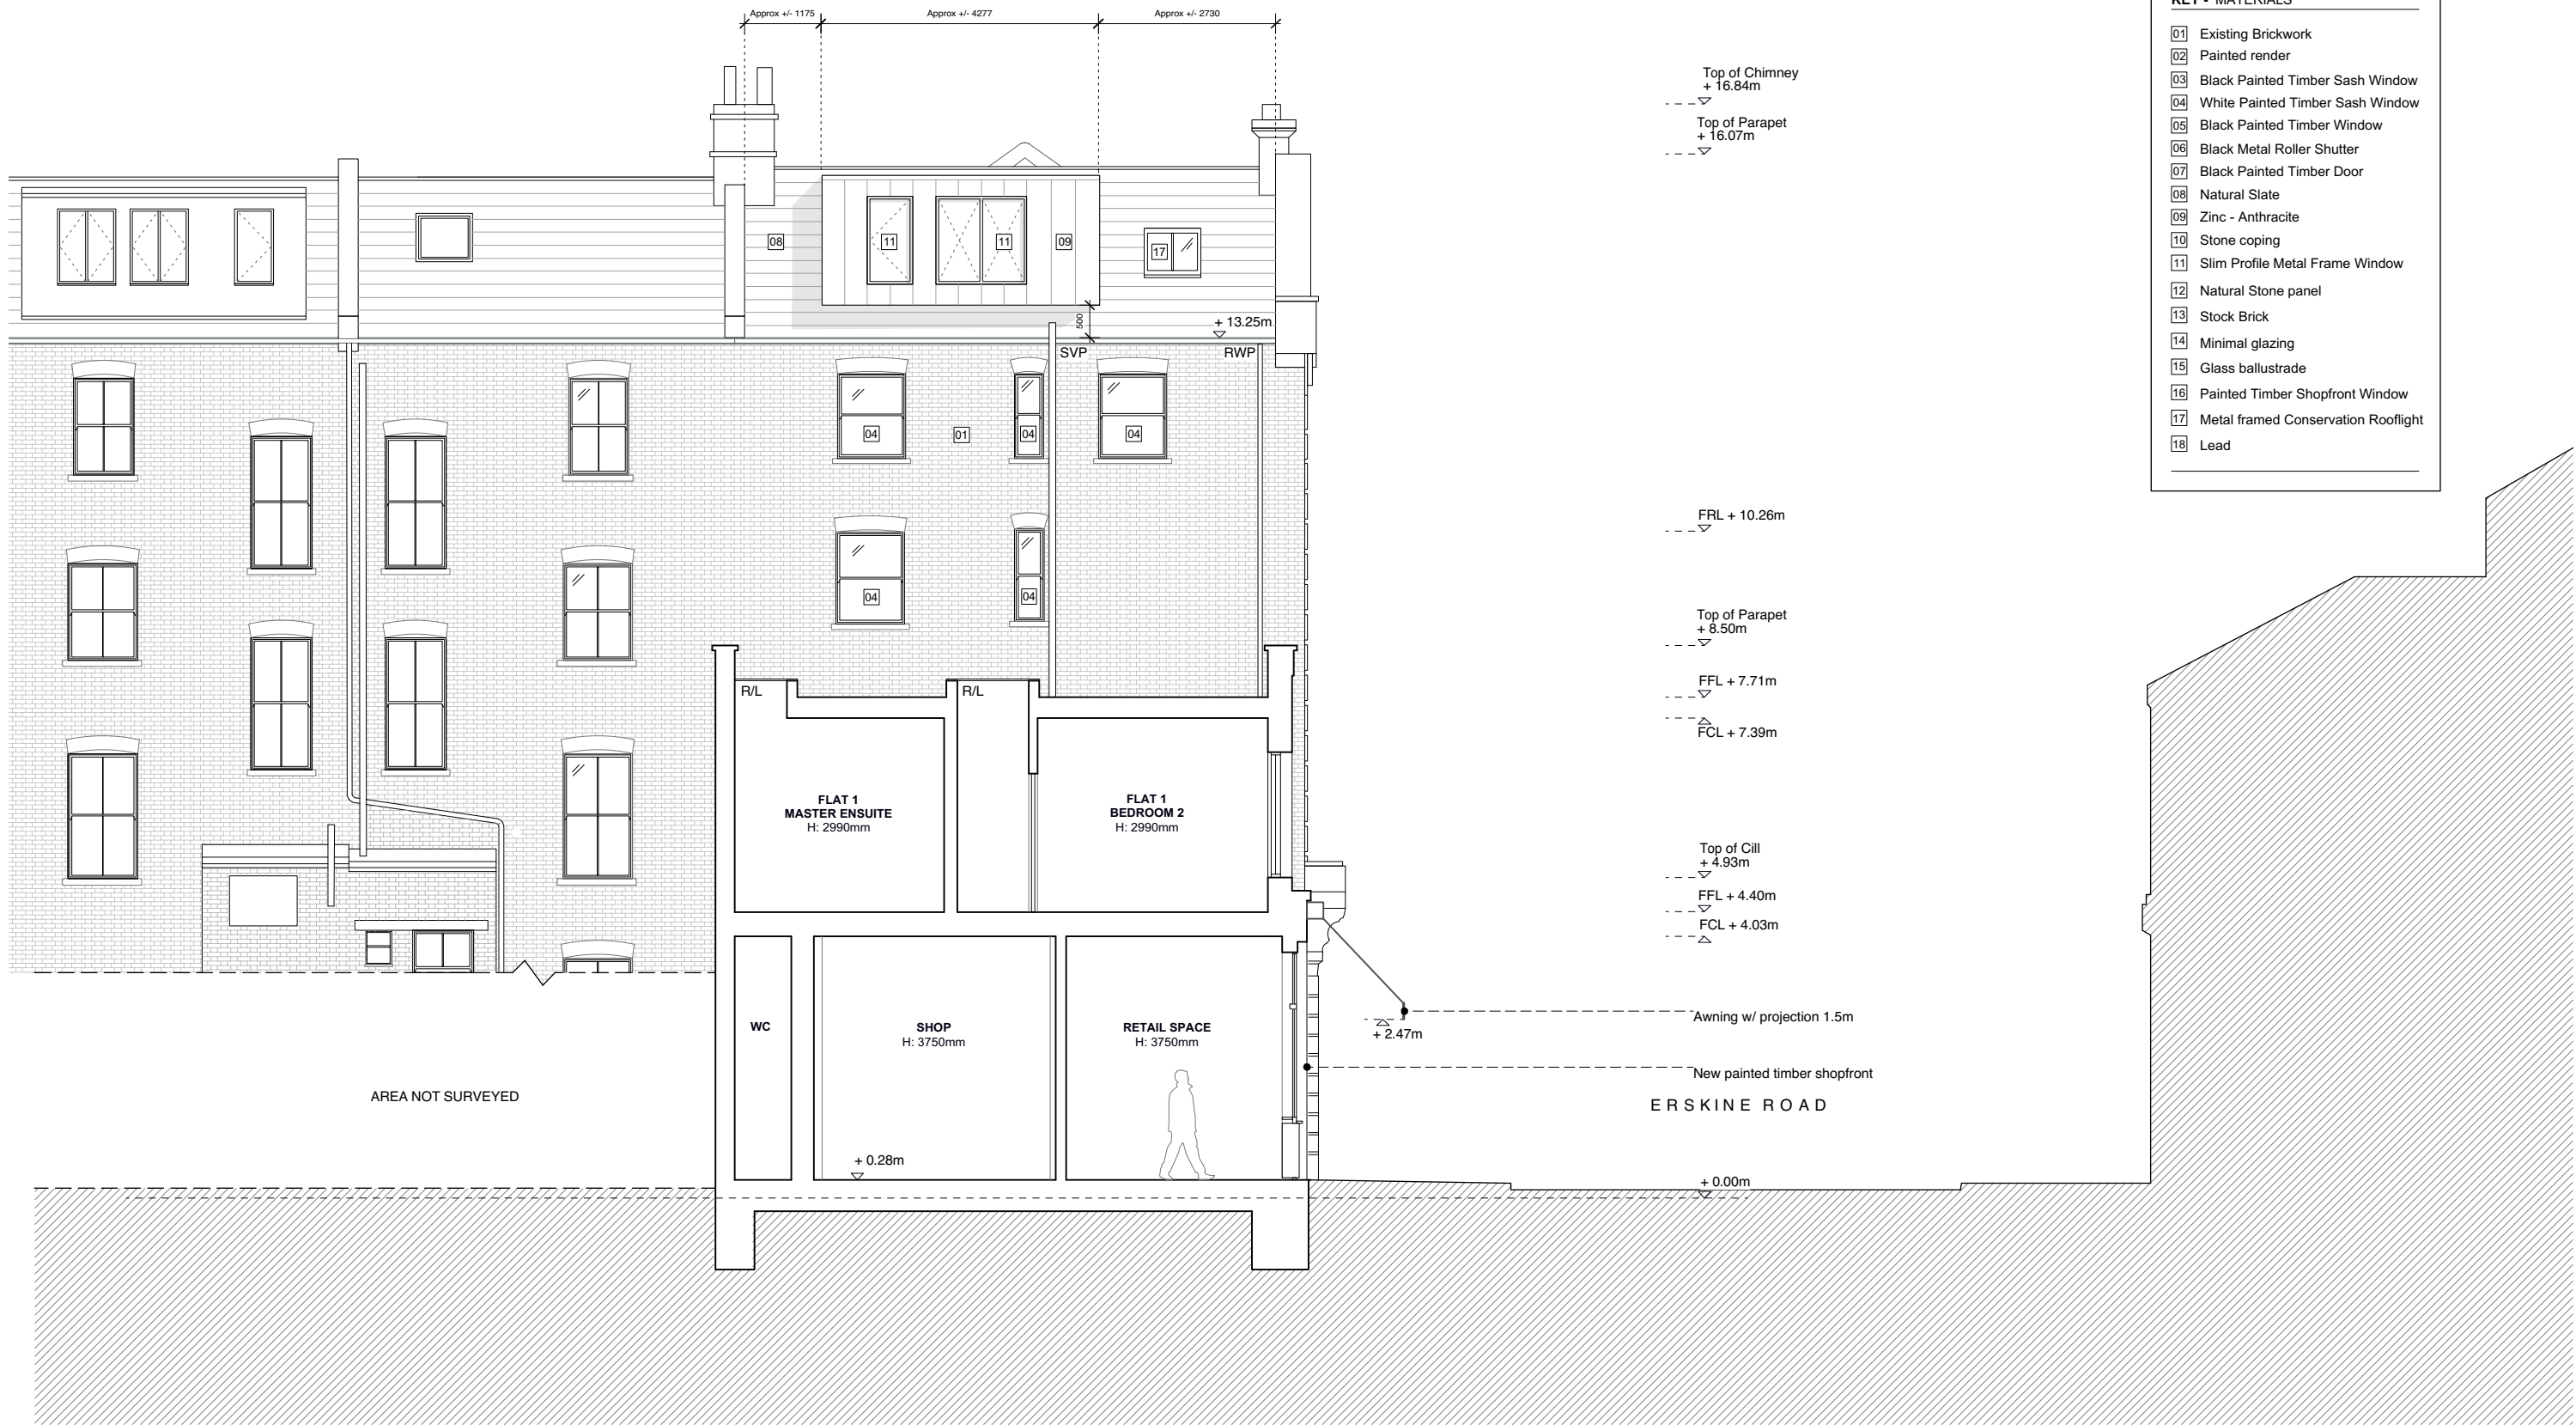 Approx +/- 1175
Approx +/- 4277
Approx +/- 2730
KEY - MATERIALS
01 Existing Brickwork
02 Painted render
03 Black Painted Timber Sash Window
04 White Painted Timber Sash Window
05 Black Painted Timber Window
06 Black Metal Roller Shutter
07 Black Painted Timber Door
08 Natural Slate
09 Zinc - Anthracite
10 Stone coping
11 Slim Profile Metal Frame Window
12 Natural Stone panel
13 Stock Brick
14 Minimal glazing
15 Glass ballustrade
16 Painted Timber Shopfront Window
17 Metal framed Conservation Rooflight
18 Lead
Top of Chimney
+ 16.84m
Top of Parapet
+ 16.07m
08
11
11
09
17
500
+ 13.25m
SVP
RWP
04
01
04
04
FRL + 10.26m
04
04
Top of Parapet
+ 8.50m
FFL + 7.71m
FCL + 7.39m
R/L
R/L
FLAT 1
MASTER ENSUITE
H: 2990mm
FLAT 1
BEDROOM 2
H: 2990mm
Top of Cill
+ 4.93m
FFL + 4.40m
FCL + 4.03m
WC
SHOP
H: 3750mm
RETAIL SPACE
H: 3750mm
Awning w/ projection 1.5m
+ 2.47m
New painted timber shopfront
AREA NOT SURVEYED
ERSKINE ROAD
+ 0.28m
+ 0.00m